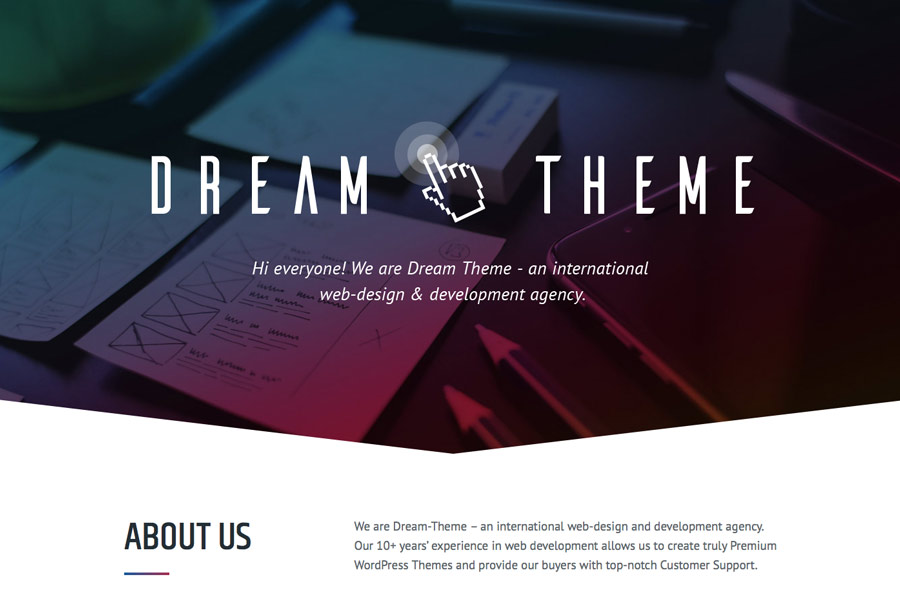 DREAM THEME
Hi everyone! We are Dream Theme - an international
web-design & development agency.
V3
ABOUT US
We are Dream-Theme – an international web-design and development agency.
Our 10+ years’ experience in web development allows us to create truly Premium
WordPress Themes and provide our buyers with top-notch Customer Support.